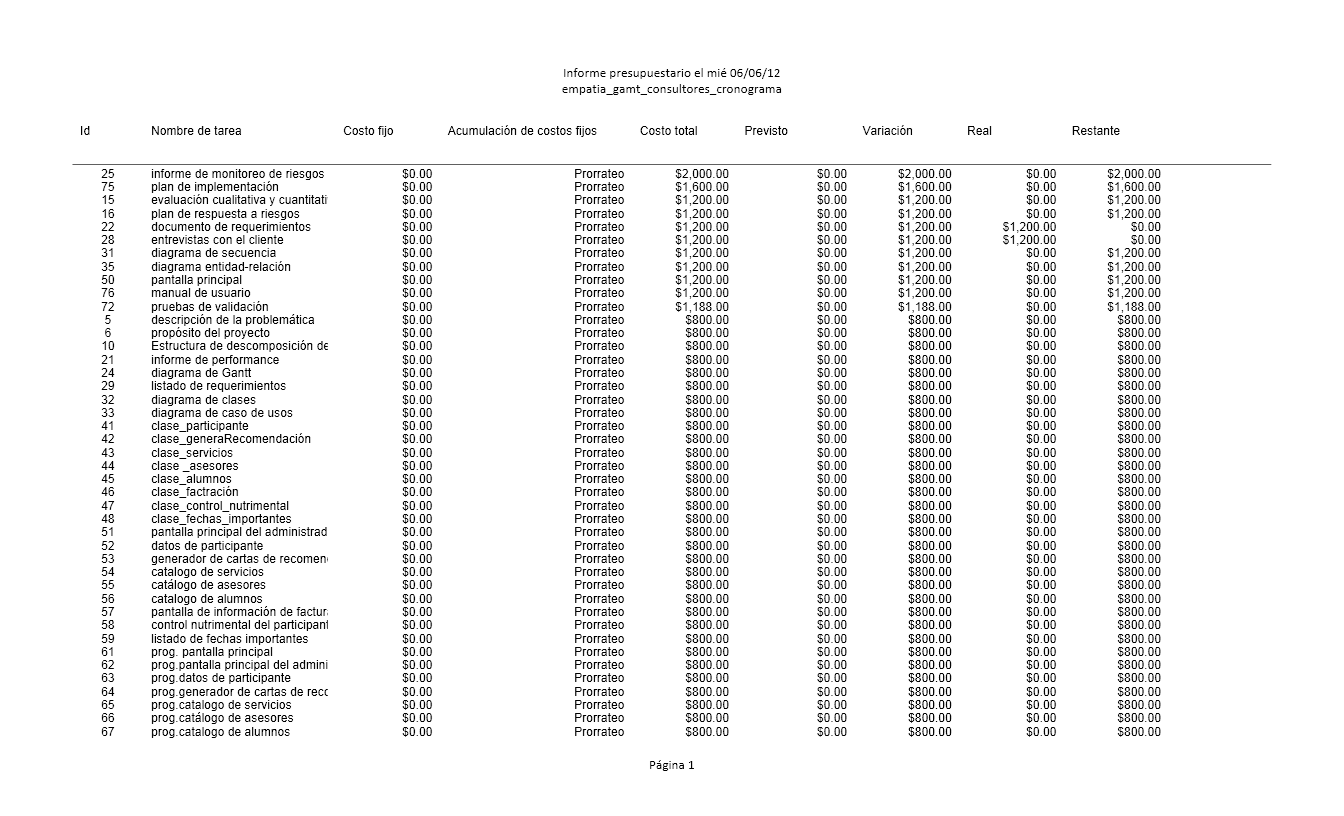 Informe presupuestario el mié 06/06/12
empatia_gamt_consultores_cronograma
Id Nombre de tarea Costo fijo Acumulación de costos fijos Costo total Previsto Variación Real Restante
25 informe de monitoreo de riesgos $0.00 Prorrateo $2,000.00 $0.00 $2,000.00 $0.00 $2,000.00
75 plan de implementación $0.00 Prorrateo $1,600.00 $0.00 $1,600.00 $0.00 $1,600.00
15 evaluación cualitativa y cuantitati $0.00 Prorrateo $1,200.00 $0.00 $1,200.00 $0.00 $1,200.00
16 plan de respuesta a riesgos $0.00 Prorrateo $1,200.00 $0.00 $1,200.00 $0.00 $1,200.00
22 documento de requerimientos $0.00 Prorrateo $1,200.00 $0.00 $1,200.00 $1,200.00 $0.00
28 entrevistas con el cliente $0.00 Prorrateo $1,200.00 $0.00 $1,200.00 $1,200.00 $0.00
31 diagrama de secuencia $0.00 Prorrateo $1,200.00 $0.00 $1,200.00 $0.00 $1,200.00
35 diagrama entidad-relación $0.00 Prorrateo $1,200.00 $0.00 $1,200.00 $0.00 $1,200.00
50 pantalla principal $0.00 Prorrateo $1,200.00 $0.00 $1,200.00 $0.00 $1,200.00
76 manual de usuario $0.00 Prorrateo $1,200.00 $0.00 $1,200.00 $0.00 $1,200.00
72 pruebas de validación $0.00 Prorrateo $1,188.00 $0.00 $1,188.00 $0.00 $1,188.00
5 descripción de la problemática $0.00 Prorrateo $800.00 $0.00 $800.00 $0.00 $800.00
6 propósito del proyecto $0.00 Prorrateo $800.00 $0.00 $800.00 $0.00 $800.00
10 Estructura de descomposición de $0.00 Prorrateo $800.00 $0.00 $800.00 $0.00 $800.00
21 informe de performance $0.00 Prorrateo $800.00 $0.00 $800.00 $0.00 $800.00
24 diagrama de Gantt $0.00 Prorrateo $800.00 $0.00 $800.00 $0.00 $800.00
29 listado de requerimientos $0.00 Prorrateo $800.00 $0.00 $800.00 $0.00 $800.00
32 diagrama de clases $0.00 Prorrateo $800.00 $0.00 $800.00 $0.00 $800.00
33 diagrama de caso de usos $0.00 Prorrateo $800.00 $0.00 $800.00 $0.00 $800.00
41 clase_participante $0.00 Prorrateo $800.00 $0.00 $800.00 $0.00 $800.00
42 clase_generaRecomendación $0.00 Prorrateo $800.00 $0.00 $800.00 $0.00 $800.00
43 clase_servicios $0.00 Prorrateo $800.00 $0.00 $800.00 $0.00 $800.00
44 clase _asesores $0.00 Prorrateo $800.00 $0.00 $800.00 $0.00 $800.00
45 clase_alumnos $0.00 Prorrateo $800.00 $0.00 $800.00 $0.00 $800.00
46 clase_factración $0.00 Prorrateo $800.00 $0.00 $800.00 $0.00 $800.00
47 clase_control_nutrimental $0.00 Prorrateo $800.00 $0.00 $800.00 $0.00 $800.00
48 clase_fechas_importantes $0.00 Prorrateo $800.00 $0.00 $800.00 $0.00 $800.00
51 pantalla principal del administrad $0.00 Prorrateo $800.00 $0.00 $800.00 $0.00 $800.00
52 datos de participante $0.00 Prorrateo $800.00 $0.00 $800.00 $0.00 $800.00
53 generador de cartas de recomen $0.00 Prorrateo $800.00 $0.00 $800.00 $0.00 $800.00
54 catalogo de servicios $0.00 Prorrateo $800.00 $0.00 $800.00 $0.00 $800.00
55 catálogo de asesores $0.00 Prorrateo $800.00 $0.00 $800.00 $0.00 $800.00
56 catalogo de alumnos $0.00 Prorrateo $800.00 $0.00 $800.00 $0.00 $800.00
57 pantalla de información de factura $0.00 Prorrateo $800.00 $0.00 $800.00 $0.00 $800.00
58 control nutrimental del participant $0.00 Prorrateo $800.00 $0.00 $800.00 $0.00 $800.00
59 listado de fechas importantes $0.00 Prorrateo $800.00 $0.00 $800.00 $0.00 $800.00
61 prog. pantalla principal $0.00 Prorrateo $800.00 $0.00 $800.00 $0.00 $800.00
62 prog.pantalla principal del admini $0.00 Prorrateo $800.00 $0.00 $800.00 $0.00 $800.00
63 prog.datos de participante $0.00 Prorrateo $800.00 $0.00 $800.00 $0.00 $800.00
64 prog.generador de cartas de reco $0.00 Prorrateo $800.00 $0.00 $800.00 $0.00 $800.00
65 prog.catalogo de servicios $0.00 Prorrateo $800.00 $0.00 $800.00 $0.00 $800.00
66 prog.catálogo de asesores $0.00 Prorrateo $800.00 $0.00 $800.00 $0.00 $800.00
67 prog.catalogo de alumnos $0.00 Prorrateo $800.00 $0.00 $800.00 $0.00 $800.00
Página 1